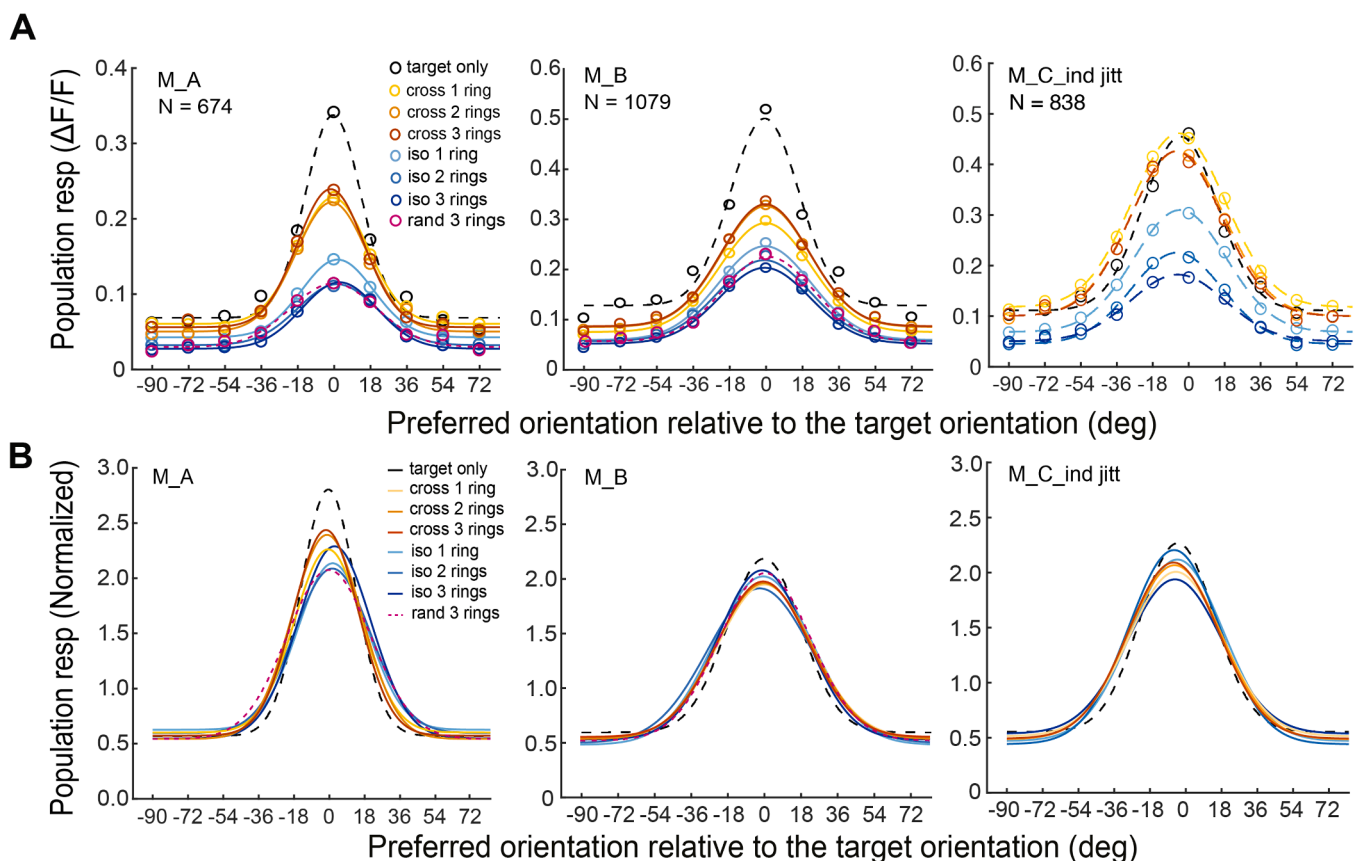 A
Population resp (ΔF/F)
0.4
0.3
0.2
0.1
0
M_A
N = 674
target only
cross 1 ring
cross 2 rings
cross 3 rings
iso 1 ring
iso 2 rings
iso 3 rings
rand 3 rings
-90 -72 -54 -36 -18 0 18 36 54 72
0.6
0.5
0.4
0.3
0.2
0.1
0
M_B
N = 1079
-90 -72 -54 -36 -18 0 18 36 54 72
0.6
0.5
0.4
0.3
0.2
0.1
0
M_C_ind jitt
N = 838
-90 -72 -54 -36 -18 0 18 36 54 72
Preferred orientation relative to the target orientation (deg)
B
Population resp (Normalized)
3.0
2.5
2.0
1.5
1.0
0.5
0.0
M_A
target only
cross 1 ring
cross 2 rings
cross 3 rings
iso 1 ring
iso 2 rings
iso 3 rings
rand 3 rings
-90 -72 -54 -36 -18 0 18 36 54 72
3.0
2.5
2.0
1.5
1.0
0.5
0
M_B
-90 -72 -54 -36 -18 0 18 36 54 72
3.0
2.5
2.0
1.5
1.0
0.5
0
M_C_ind jitt
-90 -72 -54 -36 -18 0 18 36 54 72
Preferred orientation relative to the target orientation (deg)